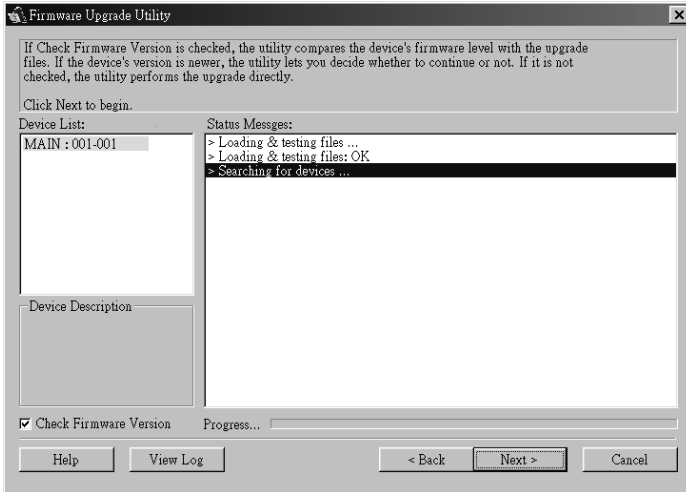 Firmware Upgrade Utility
If Check Firmware Version is checked, the utility compares the device's firmware level with the upgrade
files. If the device's version is newer, the utility lets you decide whether to continue or not. If it is not
checked, the utility performs the upgrade directly.
Click Next to begin.
Device List:
Status Messges:
MAIN : 001-001
> Loading & testing files ...
> Loading & testing files: OK
> Searching for devices ...
Device Description
Check Firmware Version
Progress...
Help
View Log
< Back
Next >
Cancel